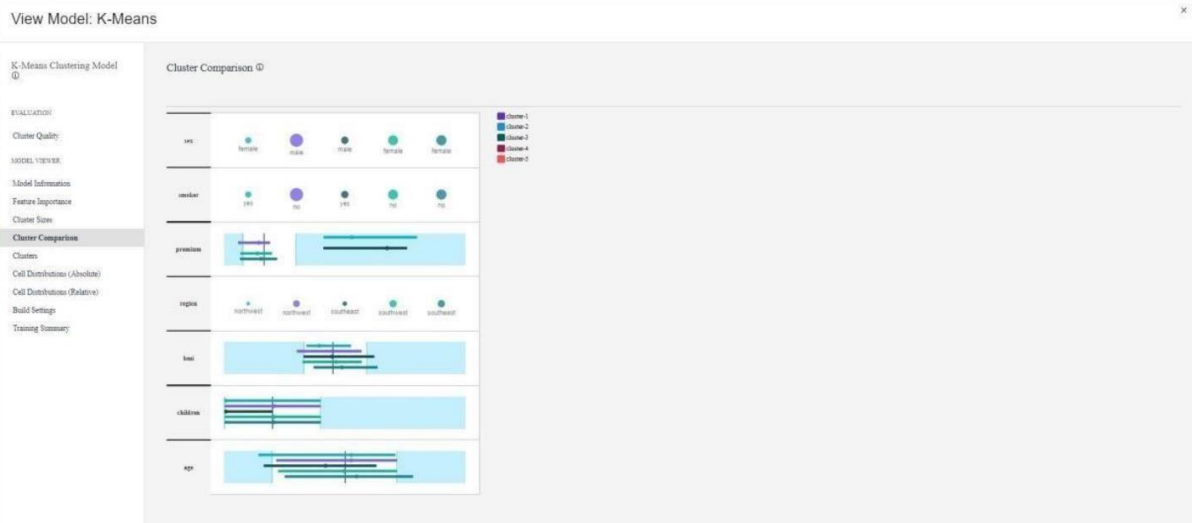 View Model: K-Means
×
K-Means Clustering Model
ⓘ
EVALUATION
Cluster Quality
MODEL VIEWER
Model Information
Feature Importance
Cluster Sizes
Cluster Comparison
Clusters
Cell Distributions (Absolute)
Cell Distributions (Relative)
Build Settings
Training Summary
Cluster Comparison ⓘ
sex
female male male female female
smoker
yes no yes no no
premium
region
northwest northwest southeast southwest southeast
bmi
children
age
cluster-1
cluster-2
cluster-3
cluster-4
cluster-5